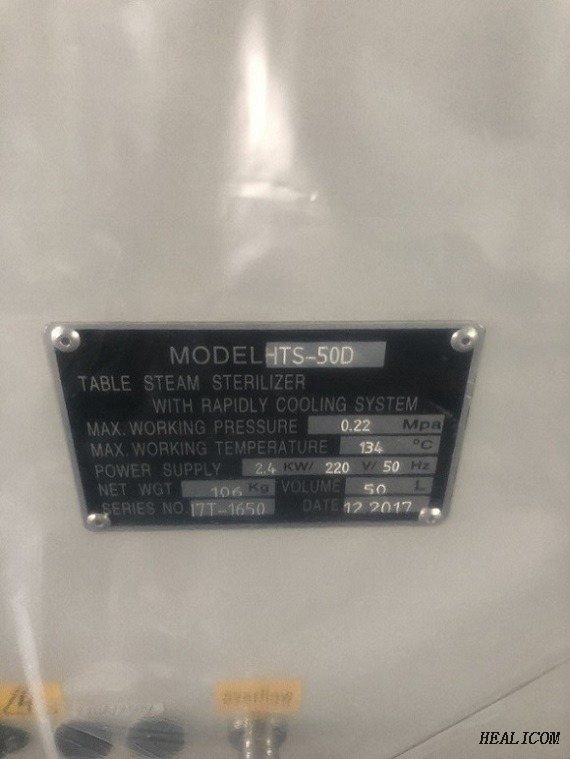 MODEL HTS-50D
TABLE STEAM STERILIZER
WITH RAPIDLY COOLING SYSTEM
MAX. WORKING PRESSURE 0.22 Mpa
MAX. WORKING TEMPERATURE 134 °C
POWER SUPPLY 2.4 KW/ 220 V/ 50 Hz
NET WGT 106 Kg VOLUME 50 L
SERIES NO. 17T-1650 DATE 12.2017
overflow
HEALICOM